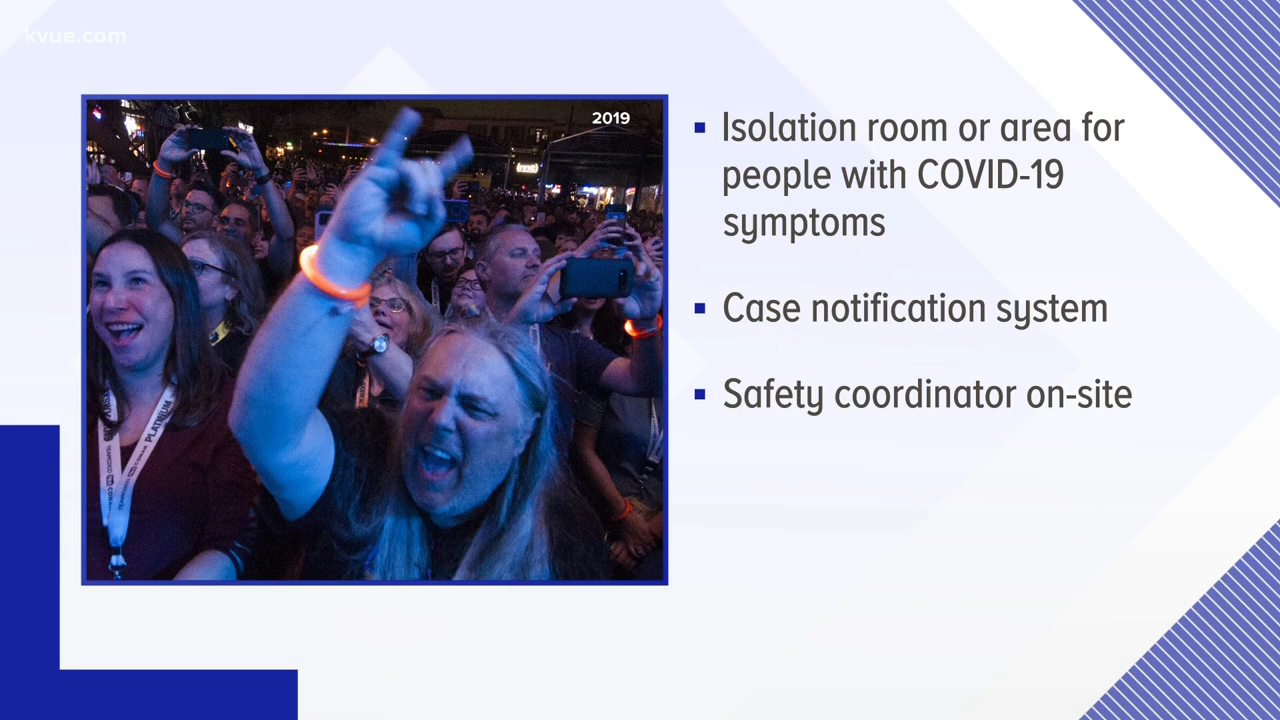 kvue.com
2019
Isolation room or area for
people with COVID-19
symptoms
Case notification system
Safety coordinator on-site
PLATINUM